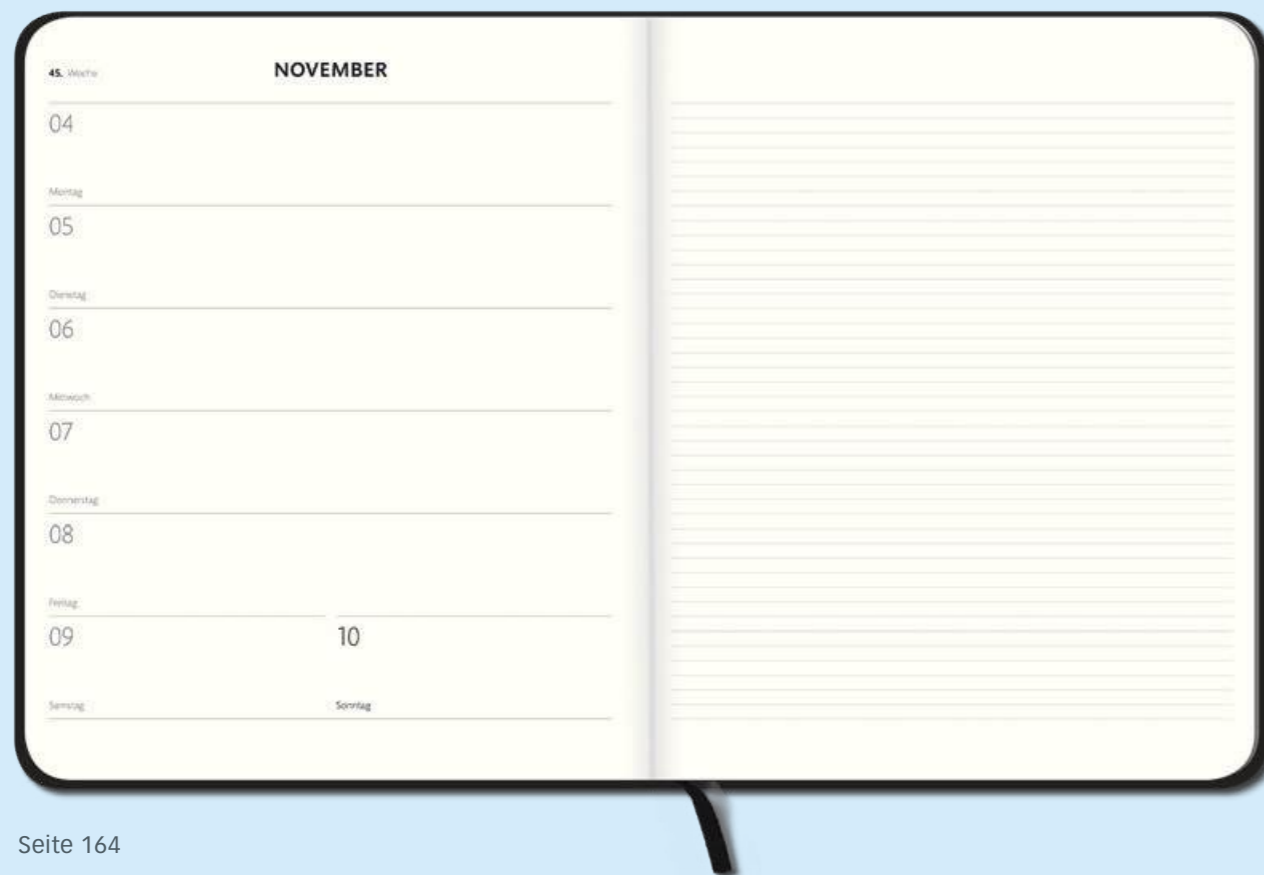 45. Woche
NOVEMBER
04
Montag
05
Dienstag
06
Mittwoch
07
Donnerstag
08
Freitag
09
10
Samstag
Sonntag
Seite 164